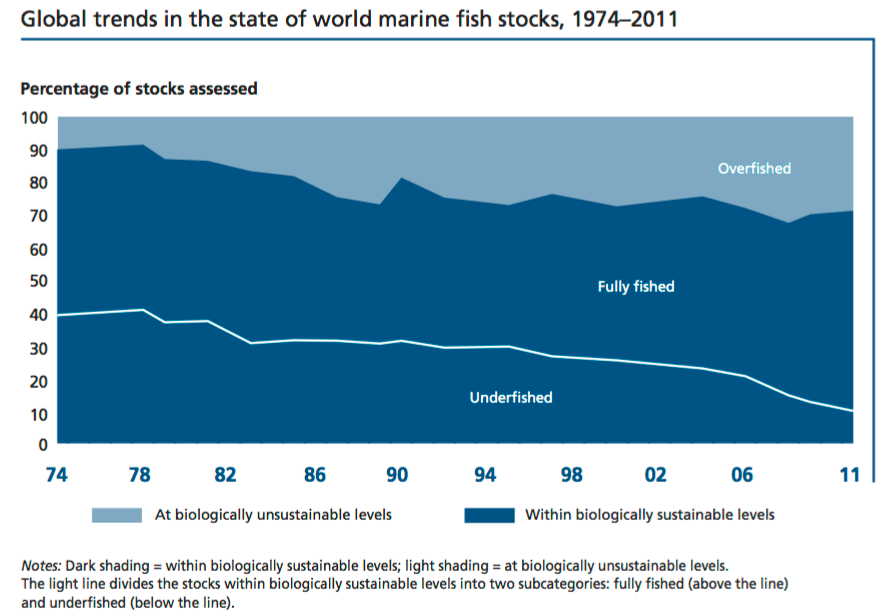 Global trends in the state of world marine fish stocks, 1974–2011
Percentage of stocks assessed
100
90
80
70
60
50
40
30
20
10
0
Overfished
Fully fished
Underfished
74 78 82 86 90 94 98 02 06 11
At biologically unsustainable levels Within biologically sustainable levels
Notes: Dark shading = within biologically sustainable levels; light shading = at biologically unsustainable levels.
The light line divides the stocks within biologically sustainable levels into two subcategories: fully fished (above the line)
and underfished (below the line).